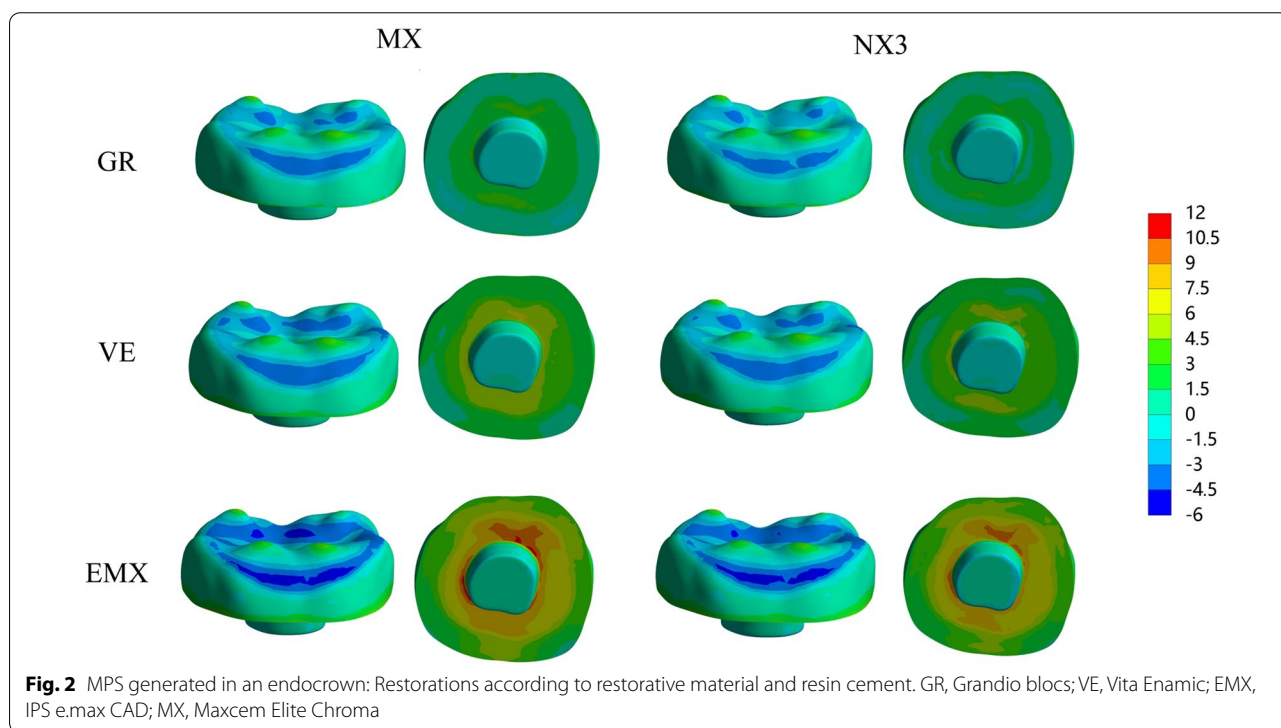 MX
NX3
GR
VE
EMX
12
10.5
9
7.5
6
4.5
3
1.5
0
-1.5
-3
-4.5
-6
Fig. 2 MPS generated in an endocrown: Restorations according to restorative material and resin cement. GR, Grandio blocs; VE, Vita Enamic; EMX,
IPS e.max CAD; MX, Maxcem Elite Chroma